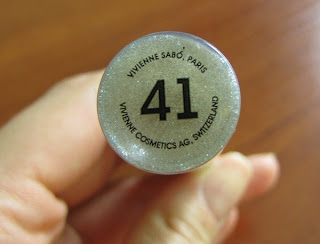 VIVIENNE SABÓ, PARIS
41
VIVIENNE COSMETICS AG, SWITZERLAND